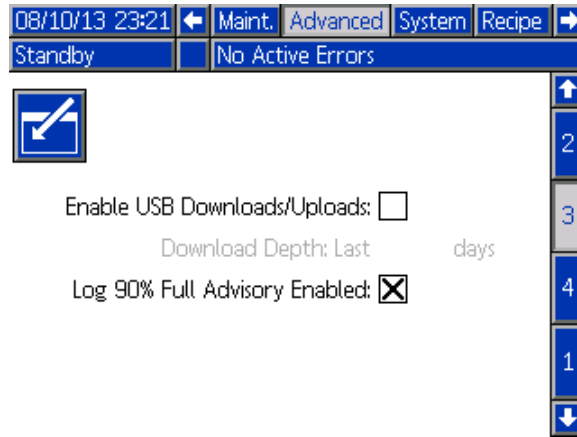 08/10/13 23:21 Maint. Advanced System Recipe
Standby No Active Errors
2
Enable USB Downloads/Uploads:
3
Download Depth: Last days
Log 90% Full Advisory Enabled:
4
1